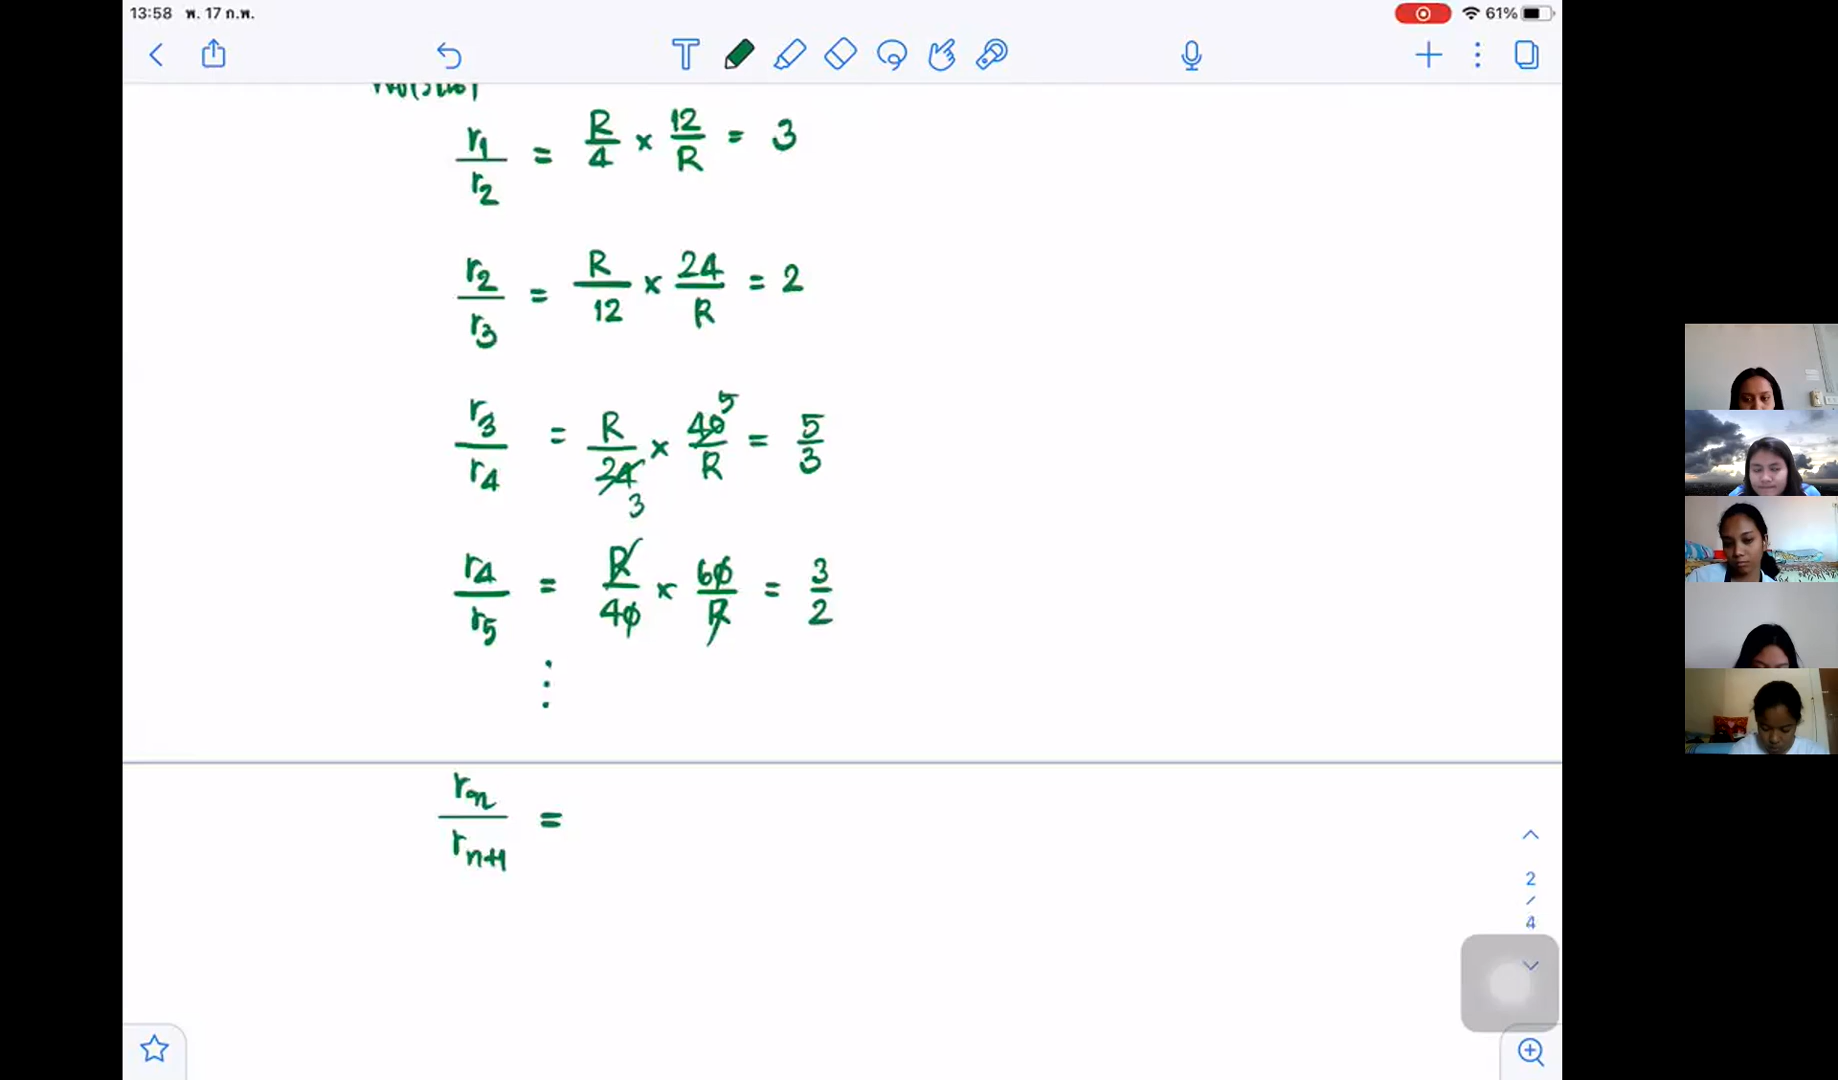 13:58 พ. 17 ก.พ. 61%
r1/r2 = R/4 × 12/R = 3
r2/r3 = R/12 × 24/R = 2
r3/r4 = R/24 3 × 40 5/R = 5/3
r4/r5 = R/40 × 60/R = 3/2
⋮
rn/rn+1 =
2
/
4